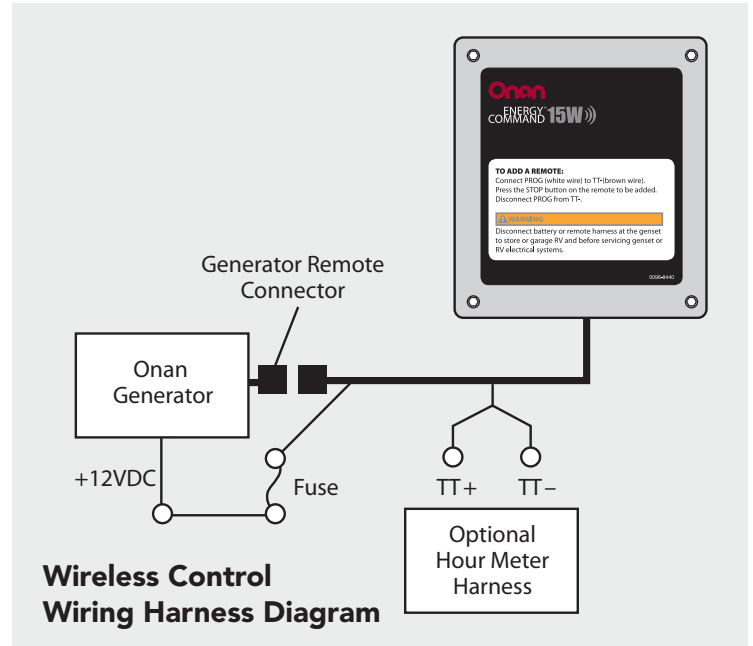 Onan
ENERGY™
COMMAND 15W
TO ADD A REMOTE:
Connect PROG (white wire) to TT- (brown wire).
Press the STOP button on the remote to be added.
Disconnect PROG from TT-.
WARNING
Disconnect battery or remote harness at the genset
to store or garage RV and before servicing genset or
RV electrical systems.
0098-8440
Generator Remote
Connector
Onan
Generator
+12VDC
Fuse
TT+ TT–
Optional
Hour Meter
Harness
Wireless Control
Wiring Harness Diagram